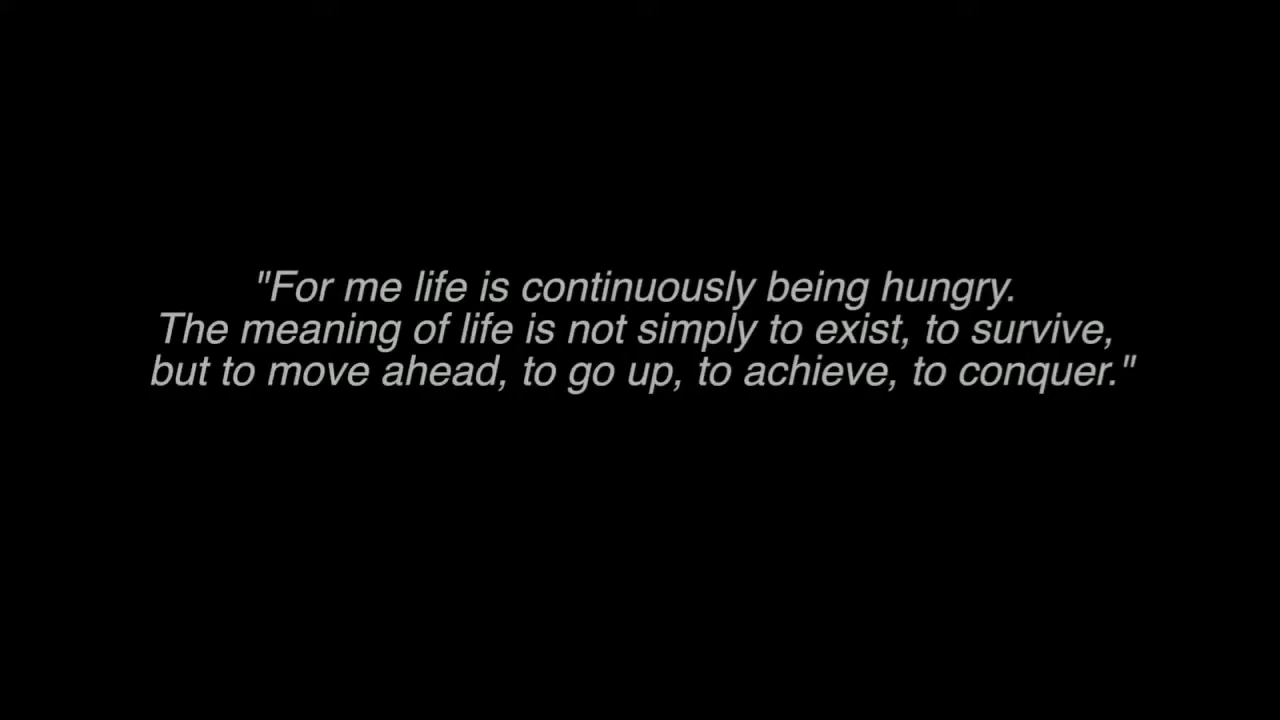 "For me life is continuously being hungry.
The meaning of life is not simply to exist, to survive,
but to move ahead, to go up, to achieve, to conquer."